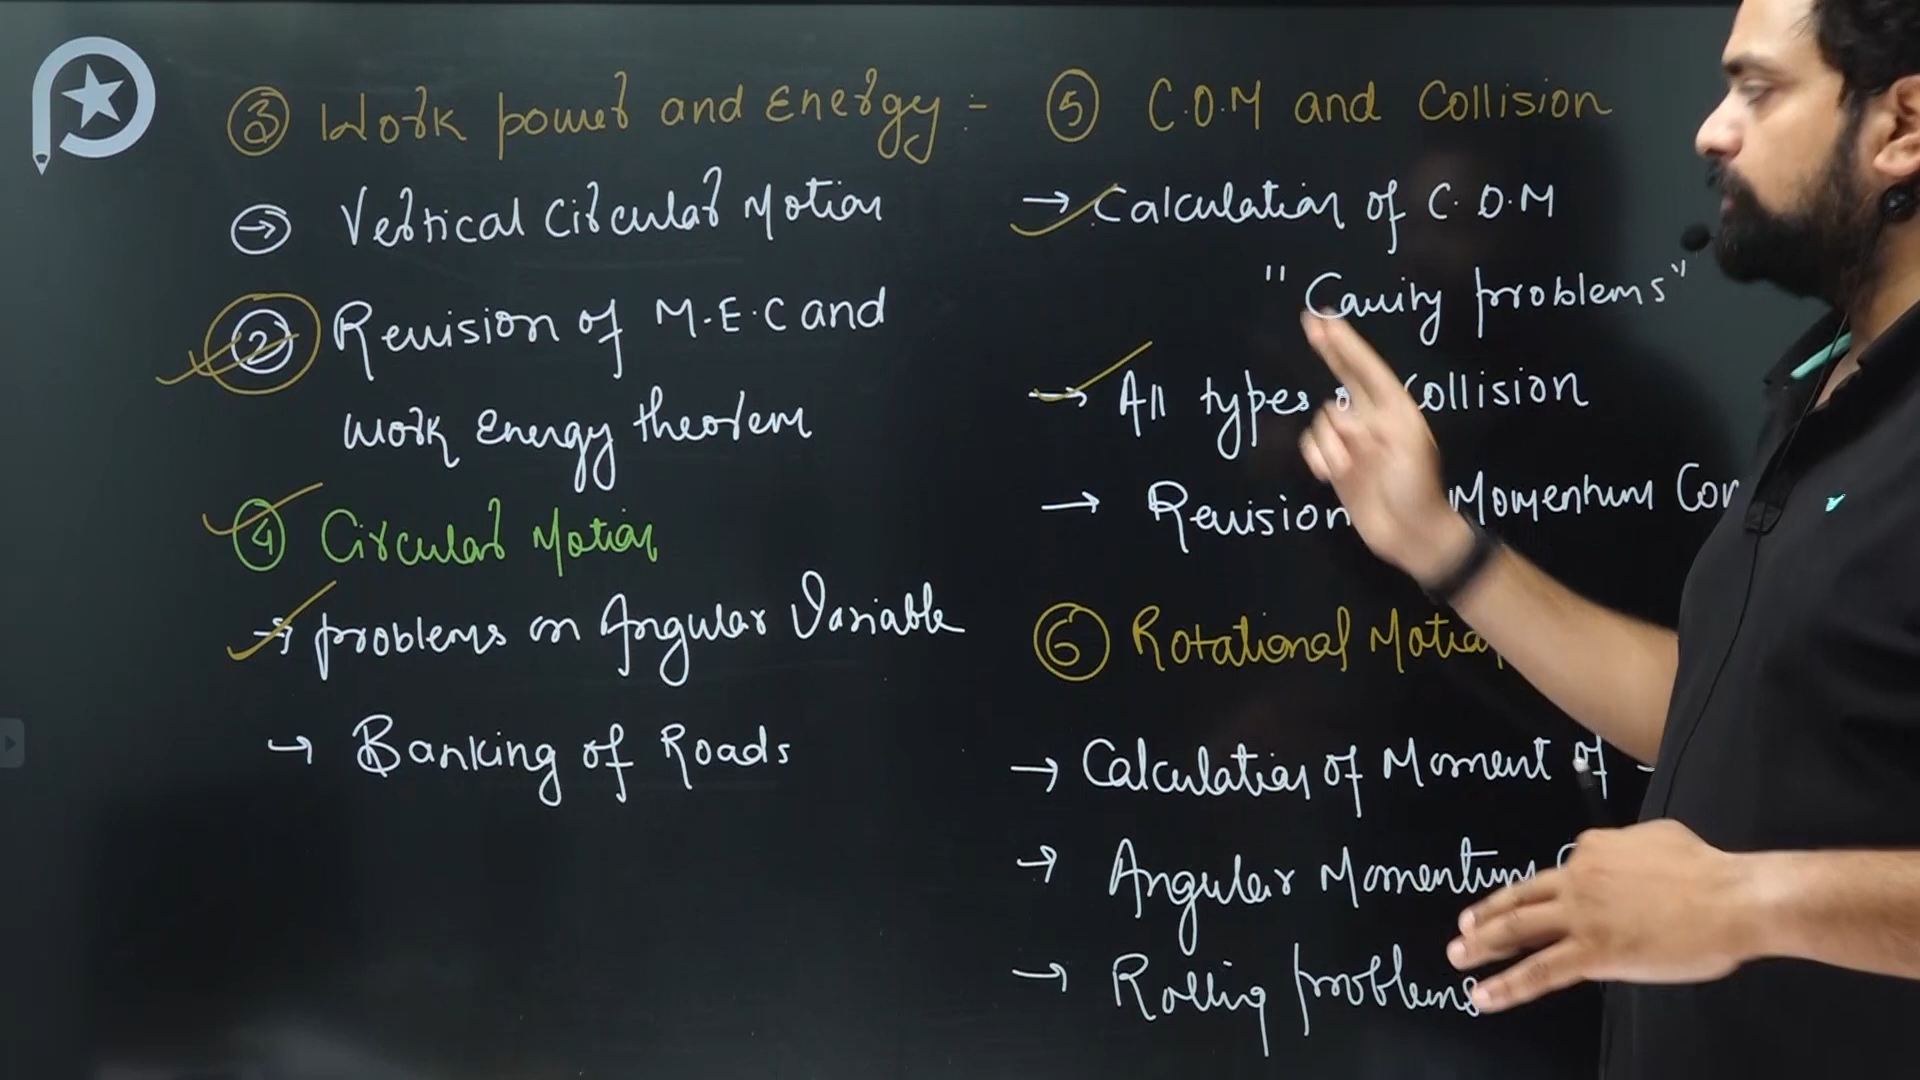 ③ Work power and Energy :-
→ Vertical Circular Motion
② Revision of M.E.C and
work energy theorem
④ Circular Motion
→ problems on Angular Variable
→ Banking of Roads
⑤ C.O.M and Collision
→ Calculation of C.O.M
"Cavity problems"
→ All types Collision
→ Revision Momentum Con
⑥ Rotational Motion
→ Calculation of Moment of
→ Angular Momentum
→ Rolling problems